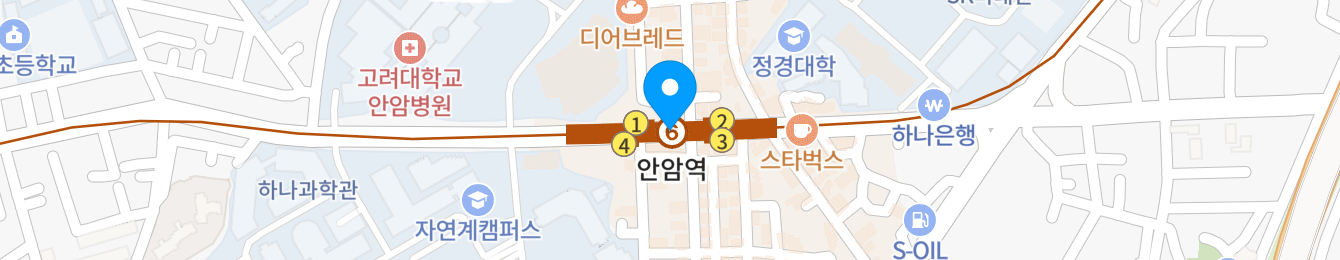 디어브레드
초등학교
고려대학교
안암병원
정경대학
1
2
6
4
3
하나은행
안암역
스타벅스
하나과학관
자연계캠퍼스
S-OIL